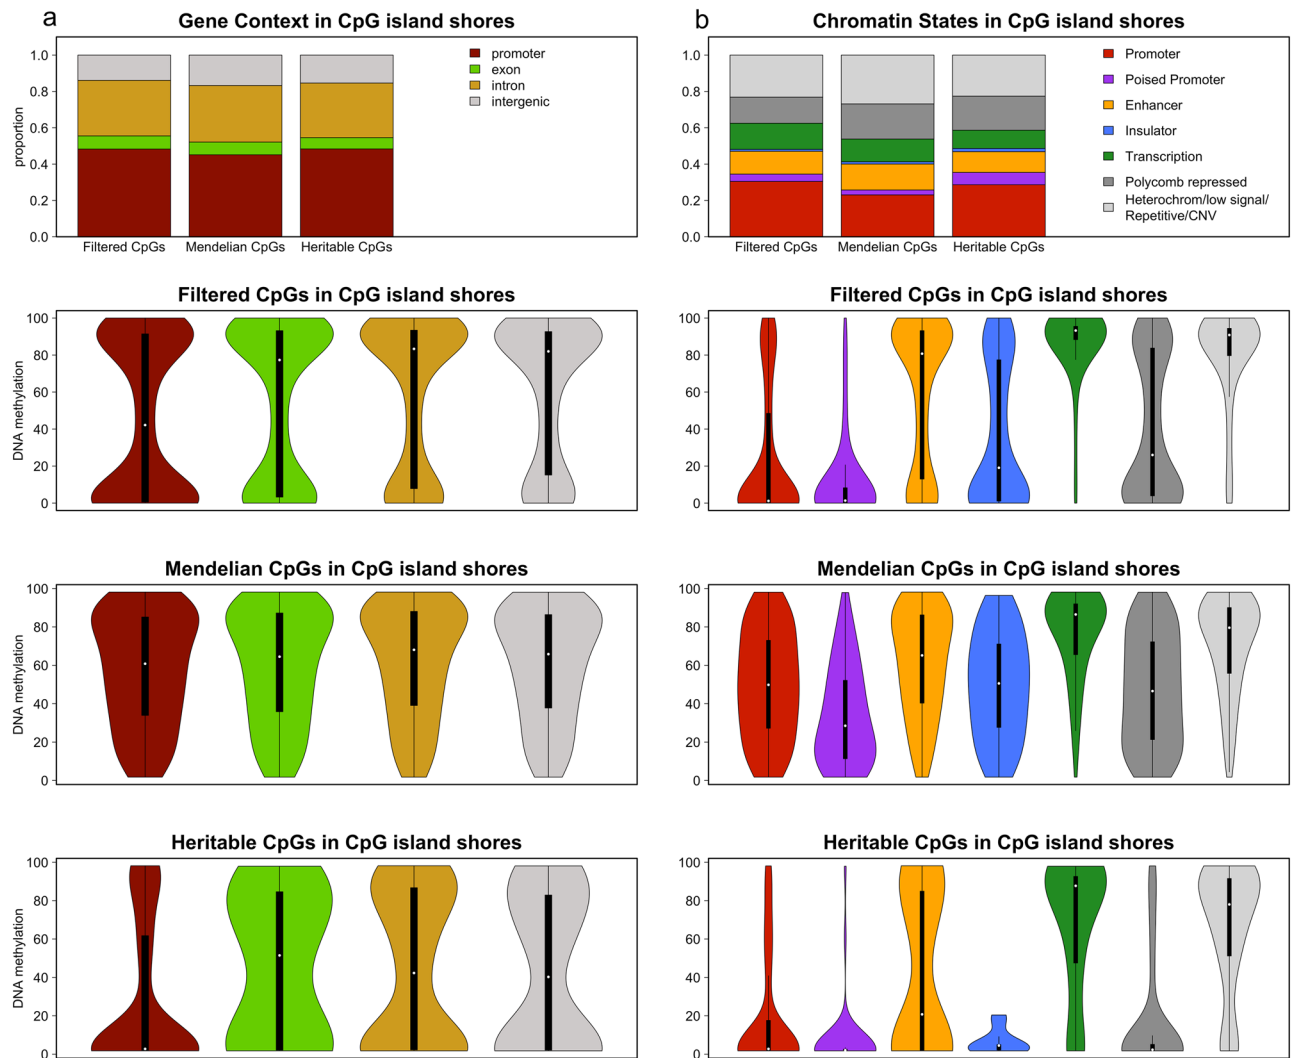 a
Gene Context in CpG island shores
1.0
0.8
0.6
0.4
0.2
0.0
proportion
promoter
exon
intron
intergenic
Filtered CpGs
Mendelian CpGs
Heritable CpGs
b
Chromatin States in CpG island shores
1.0
0.8
0.6
0.4
0.2
0.0
Promoter
Poised Promoter
Enhancer
Insulator
Transcription
Polycomb repressed
Heterochrom/low signal/
Repetitive/CNV
Filtered CpGs
Mendelian CpGs
Heritable CpGs
Filtered CpGs in CpG island shores
100
80
60
40
20
0
DNA methylation
Filtered CpGs in CpG island shores
100
80
60
40
20
0
Mendelian CpGs in CpG island shores
100
80
60
40
20
0
DNA methylation
Mendelian CpGs in CpG island shores
100
80
60
40
20
0
Heritable CpGs in CpG island shores
100
80
60
40
20
0
DNA methylation
Heritable CpGs in CpG island shores
100
80
60
40
20
0